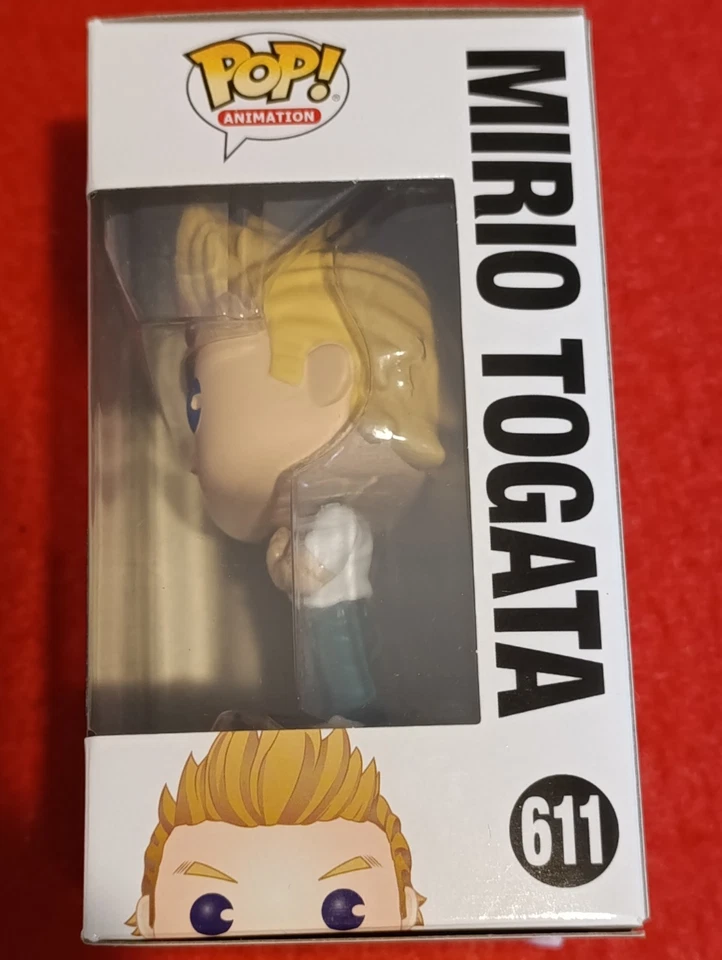 POP!
ANIMATION
MIRIO TOGATA
611